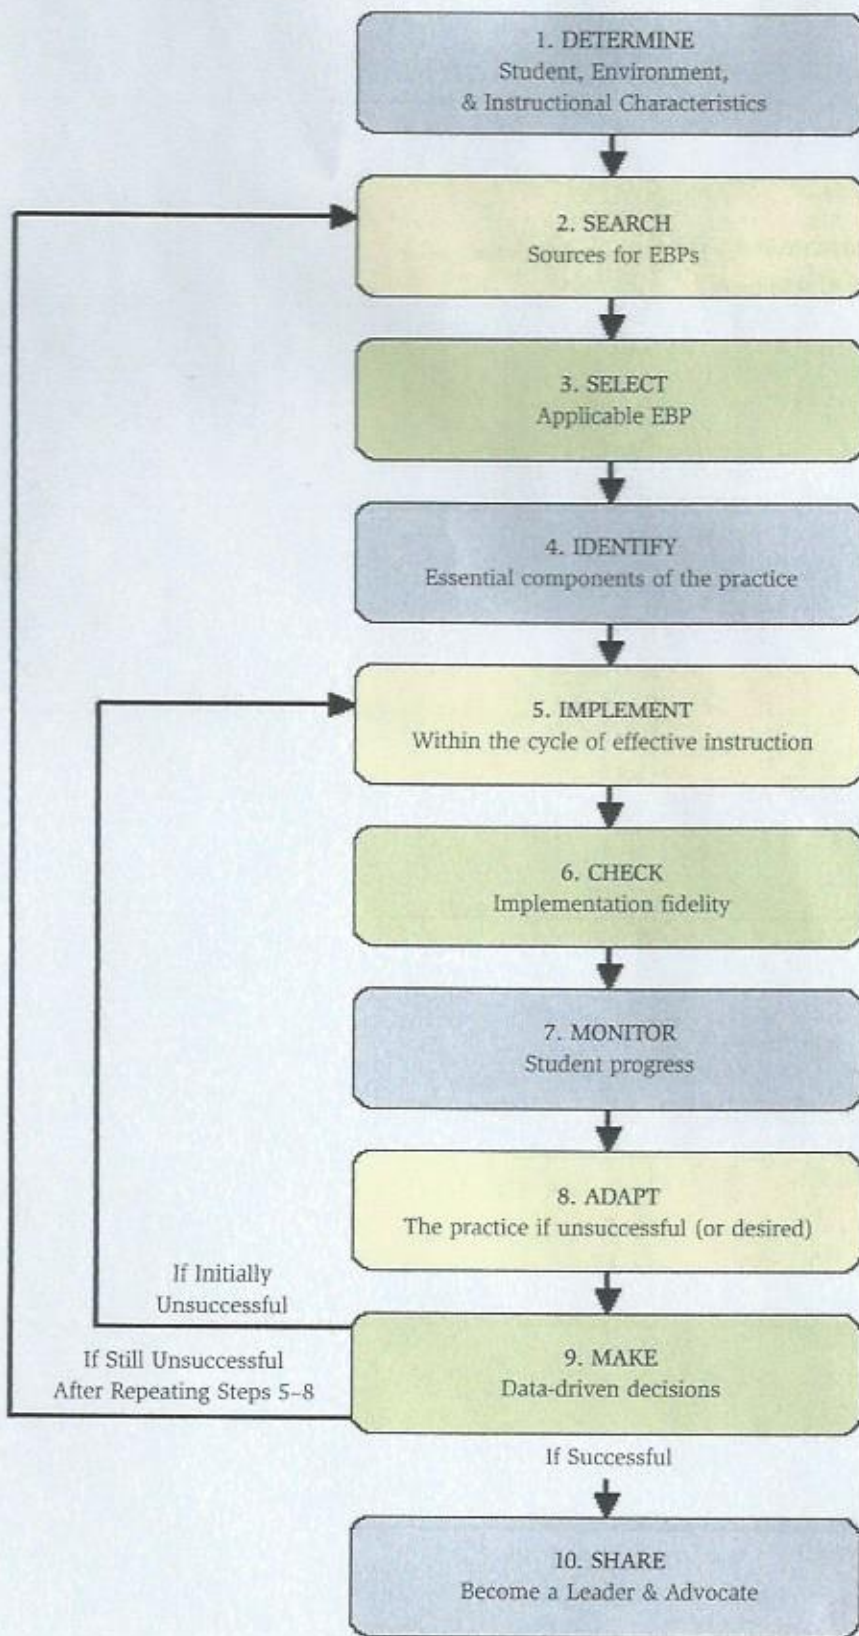 1. DETERMINE
Student, Environment,
& Instructional Characteristics
2. SEARCH
Sources for EBPs
3. SELECT
Applicable EBP
4. IDENTIFY
Essential components of the practice
5. IMPLEMENT
Within the cycle of effective instruction
6. CHECK
Implementation fidelity
7. MONITOR
Student progress
8. ADAPT
The practice if unsuccessful (or desired)
If Initially
Unsuccessful
If Still Unsuccessful
After Repeating Steps 5–8
9. MAKE
Data-driven decisions
If Successful
10. SHARE
Become a Leader & Advocate